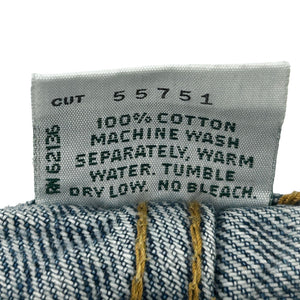 CUT 55751
100% COTTON
MACHINE WASH
SEPARATELY, WARM
WATER. TUMBLE
DRY LOW. NO BLEACH.
RN 62136